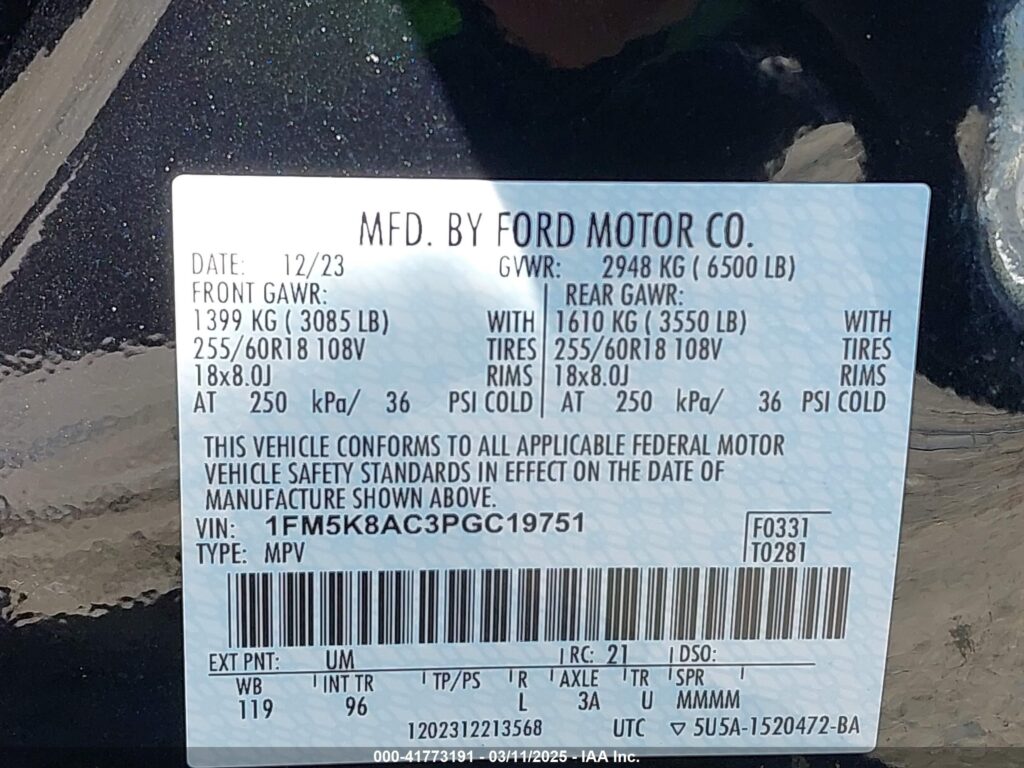 MFD. BY FORD MOTOR CO.
DATE: 12/23 GVWR: 2948 KG ( 6500 LB)
FRONT GAWR: REAR GAWR:
1399 KG ( 3085 LB) WITH 1610 KG ( 3550 LB) WITH
255/60R18 108V TIRES 255/60R18 108V TIRES
18x8.0J RIMS 18x8.0J RIMS
AT 250 kPa/ 36 PSI COLD AT 250 kPa/ 36 PSI COLD
THIS VEHICLE CONFORMS TO ALL APPLICABLE FEDERAL MOTOR
VEHICLE SAFETY STANDARDS IN EFFECT ON THE DATE OF
MANUFACTURE SHOWN ABOVE.
VIN: 1FM5K8AC3PGC19751 F0331
TYPE: MPV T0281
EXT PNT: UM RC: 21 DSO:
WB INT TR TP/PS R AXLE TR SPR
119 96 L 3A U MMMM
1202312213568 UTC ▽ 5U5A-1520472-BA
000-41773191 - 03/11/2025 - IAA Inc.